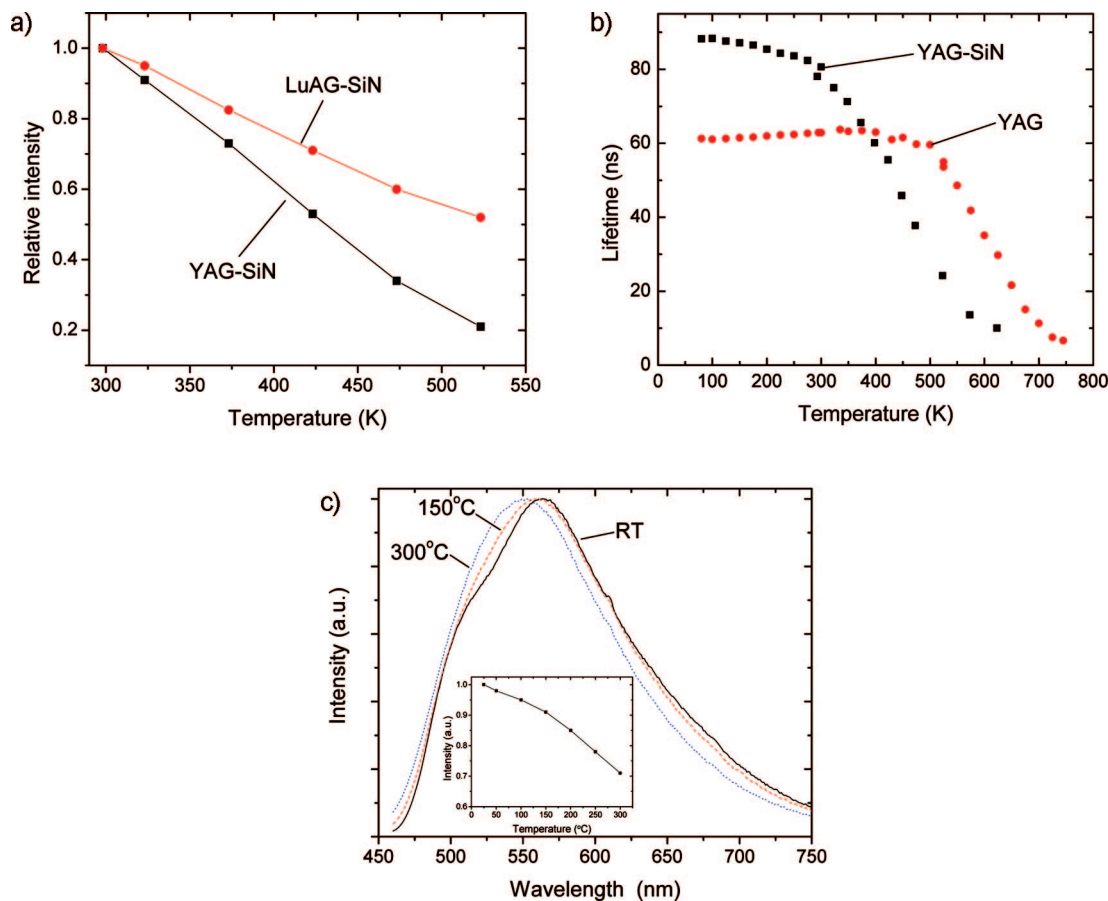 a)
1.0
0.8
0.6
0.4
0.2
Relative intensity
LuAG-SiN
YAG-SiN
300
350
400
450
500
550
Temperature (K)
b)
80
60
40
20
0
Lifetime (ns)
YAG-SiN
YAG
0
100
200
300
400
500
600
700
800
Temperature (K)
c)
150°C
300°C
RT
Intensity (a.u.)
1.0
0.9
0.8
0.7
0.6
Intensity (a.u.)
50
100
150
200
250
300
Temperature (°C)
450
500
550
600
650
700
750
Wavelength (nm)